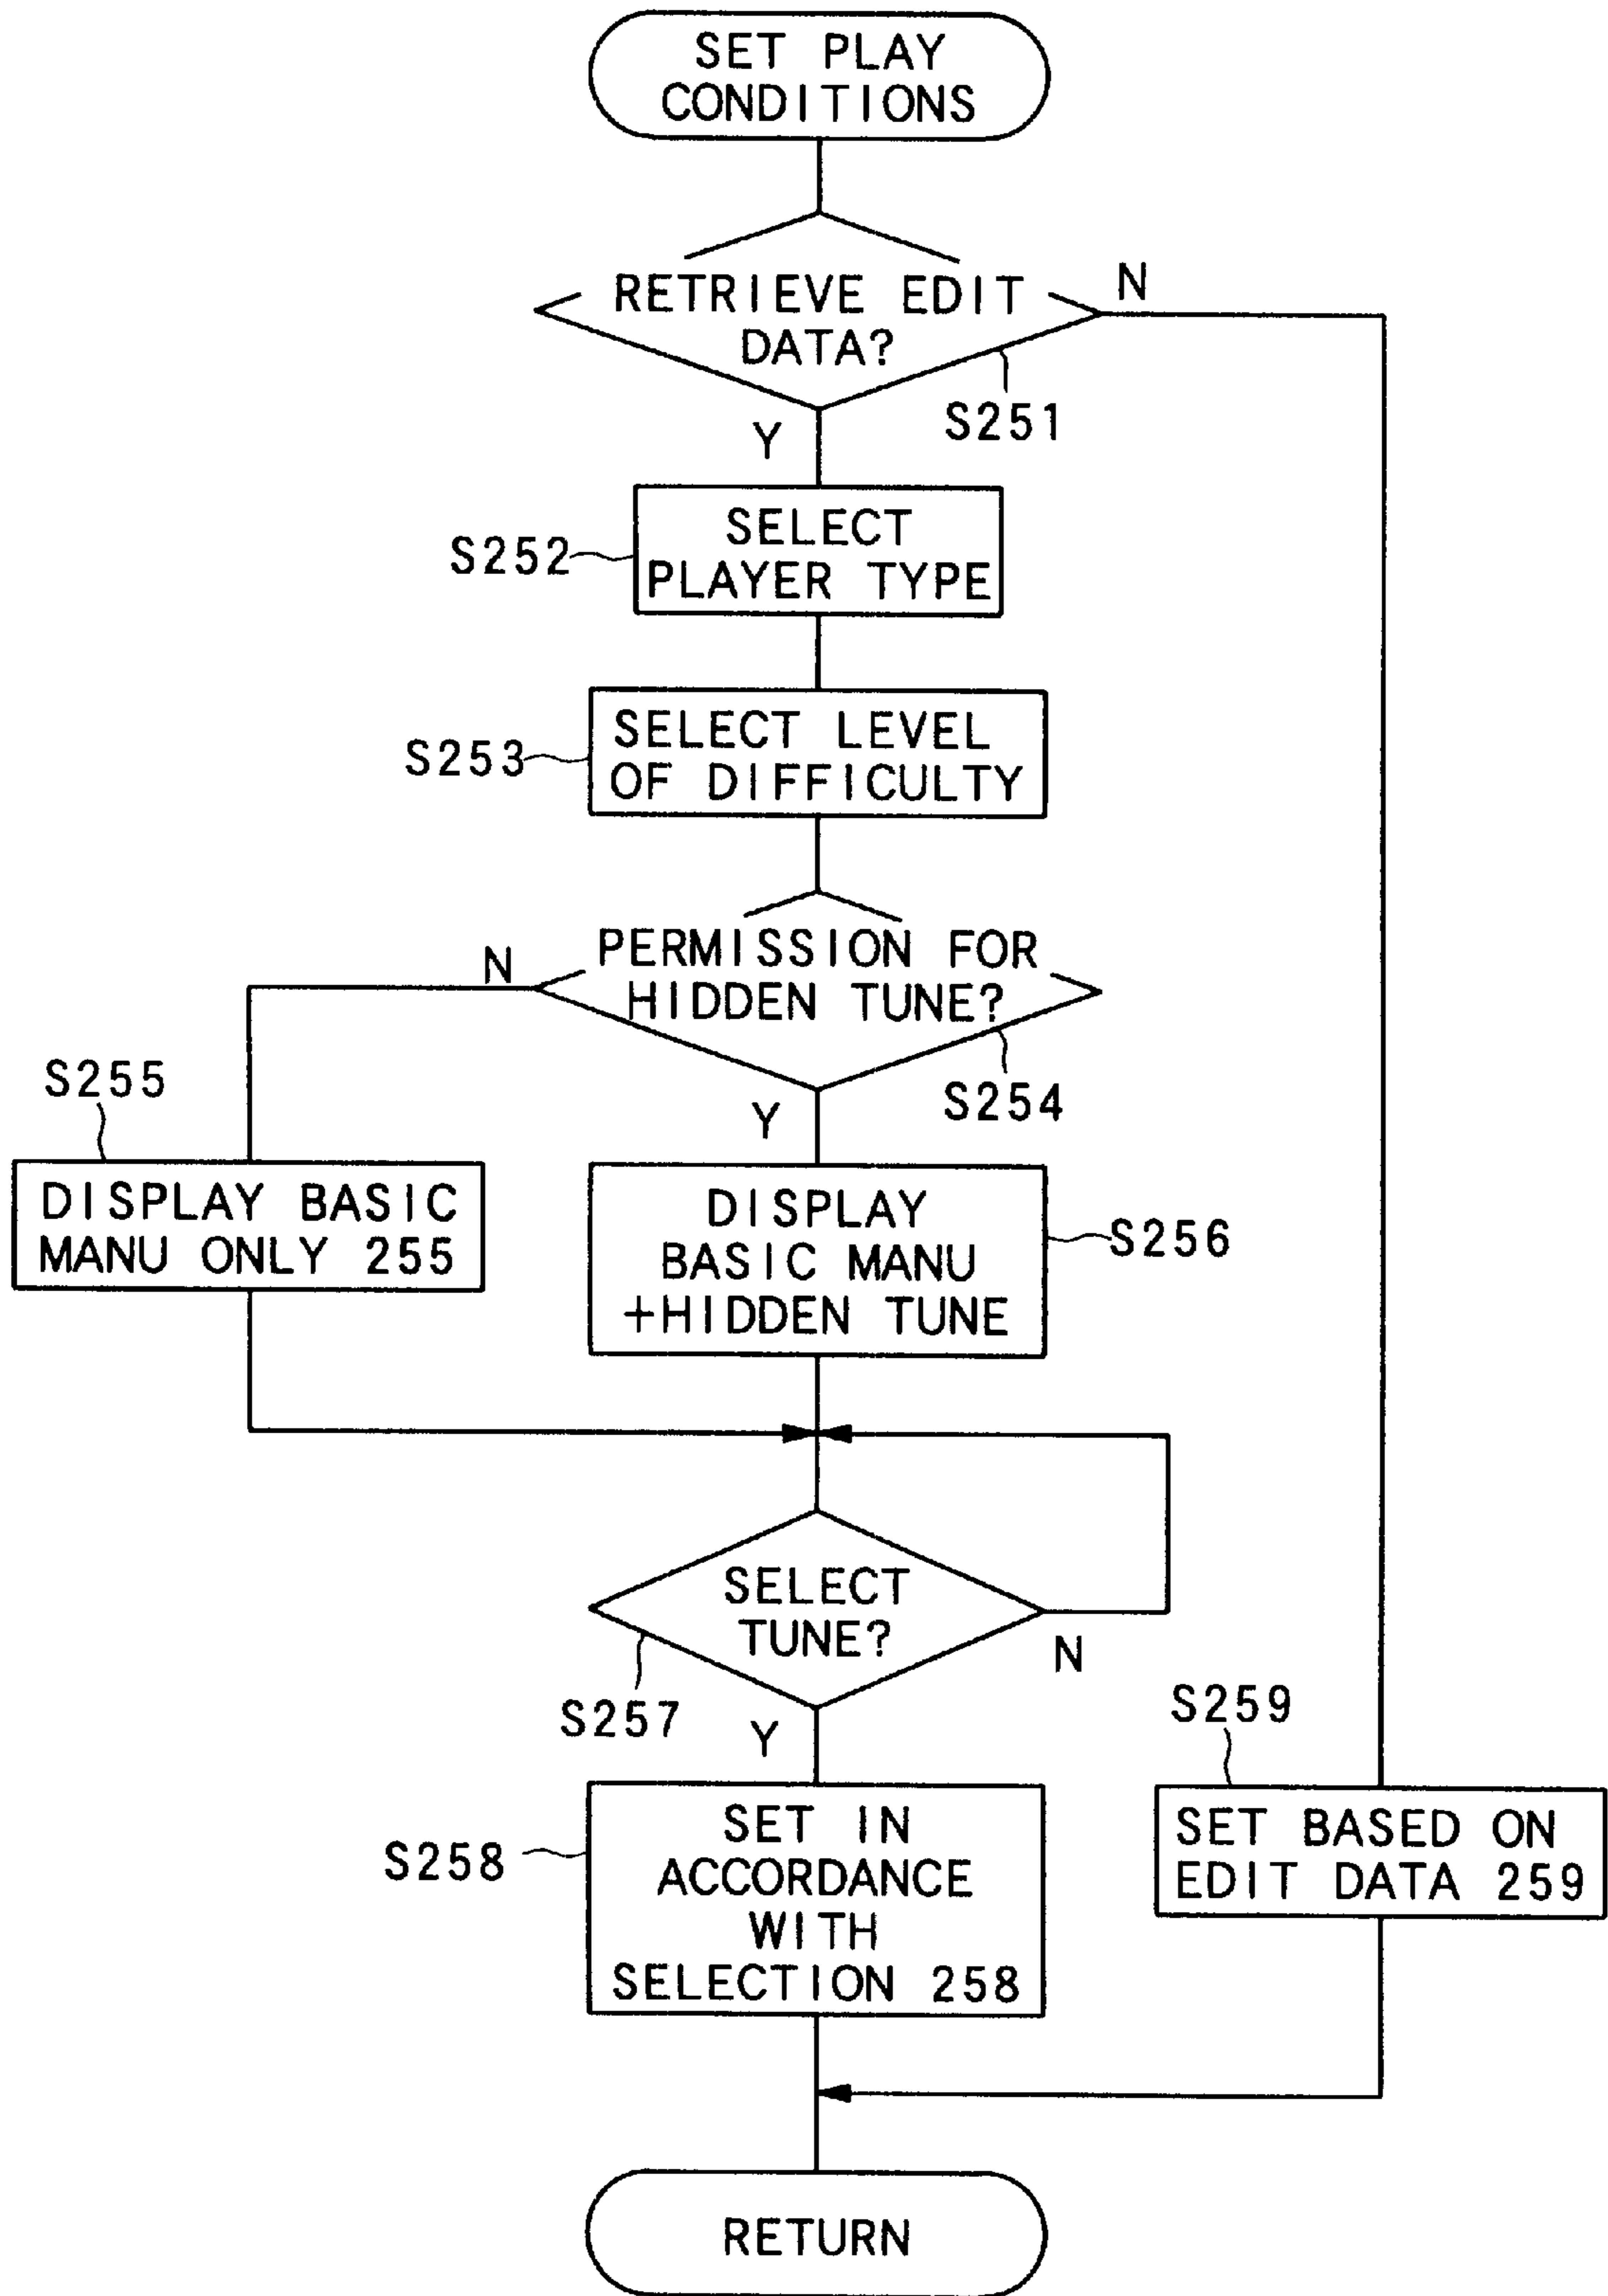 SET PLAY
CONDITIONS
RETRIEVE EDIT
DATA?
N
S251
Y
S252
SELECT
PLAYER TYPE
S253
SELECT LEVEL
OF DIFFICULTY
N
PERMISSION FOR
HIDDEN TUNE?
S254
Y
S255
DISPLAY BASIC
MANU ONLY 255
DISPLAY
BASIC MANU
+HIDDEN TUNE
S256
SELECT
TUNE?
N
S257
Y
S258
SET IN
ACCORDANCE
WITH
SELECTION 258
S259
SET BASED ON
EDIT DATA 259
RETURN